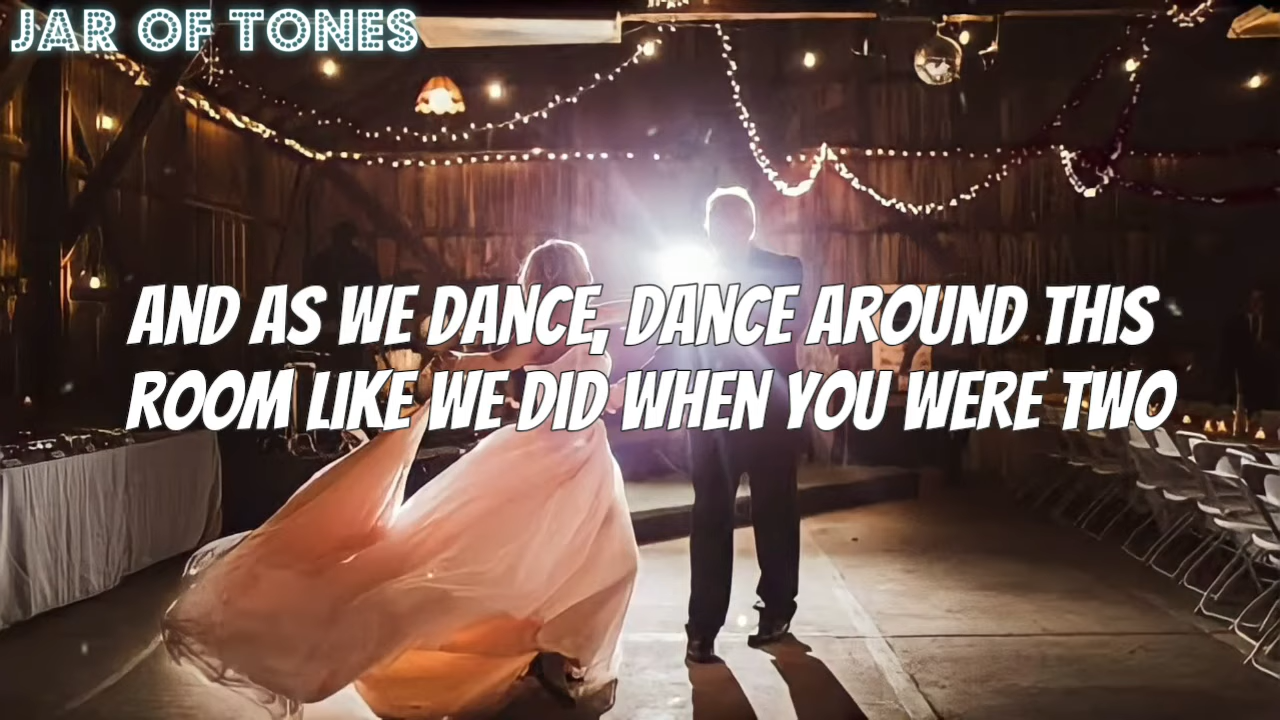 JAR OF TONES
AND AS WE DANCE, DANCE AROUND THIS
ROOM LIKE WE DID WHEN YOU WERE TWO